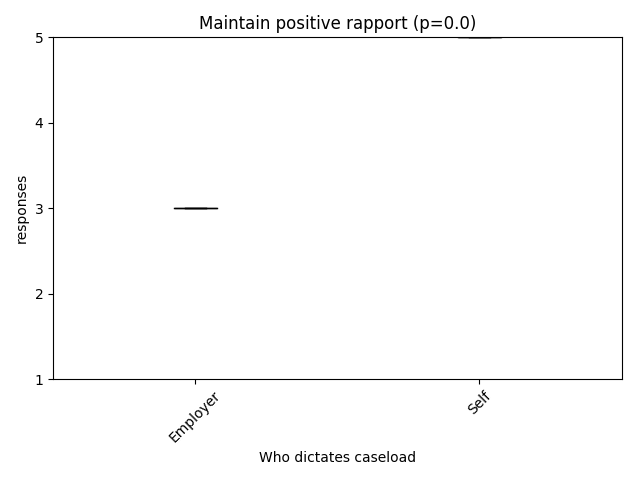 Maintain positive rapport (p=0.0)
5
4
3
2
1
responses
Employer
Self
Who dictates caseload